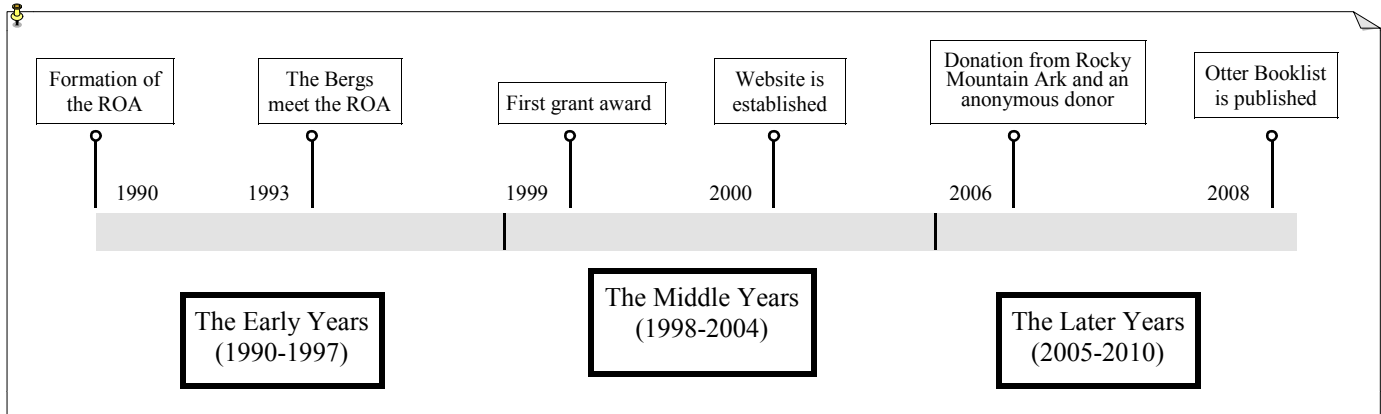 Formation of
the ROA
The Bergs
meet the ROA
First grant award
Website is
established
Donation from Rocky
Mountain Ark and an
anonymous donor
Otter Booklist
is published
1990
1993
1999
2000
2006
2008
The Early Years
(1990-1997)
The Middle Years
(1998-2004)
The Later Years
(2005-2010)